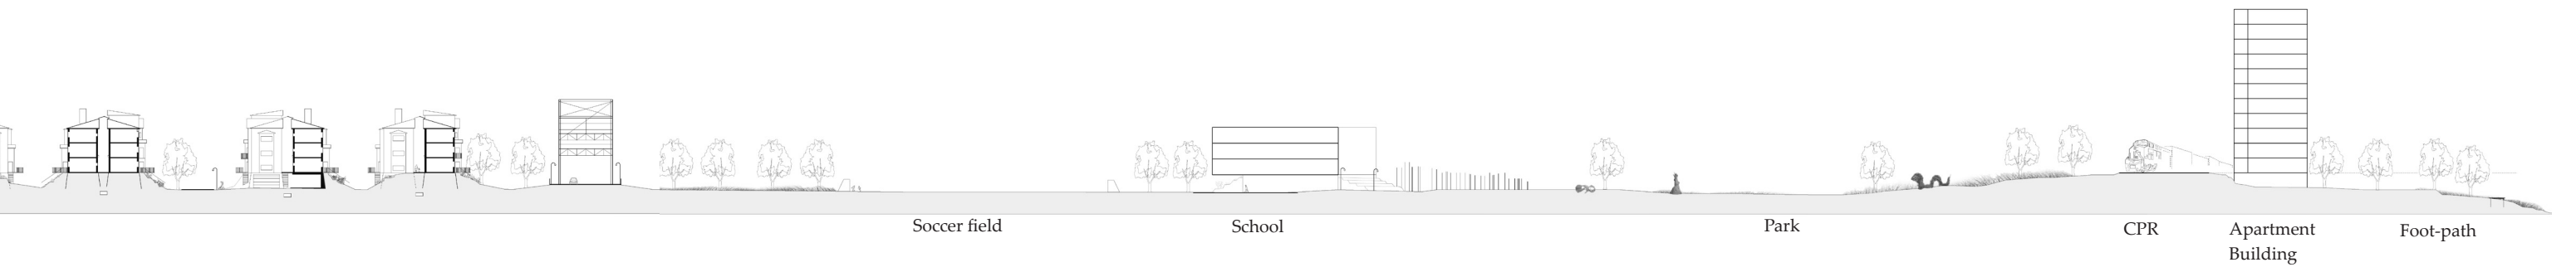 Soccer field
School
Park
CPR
Apartment
Building
Foot-path